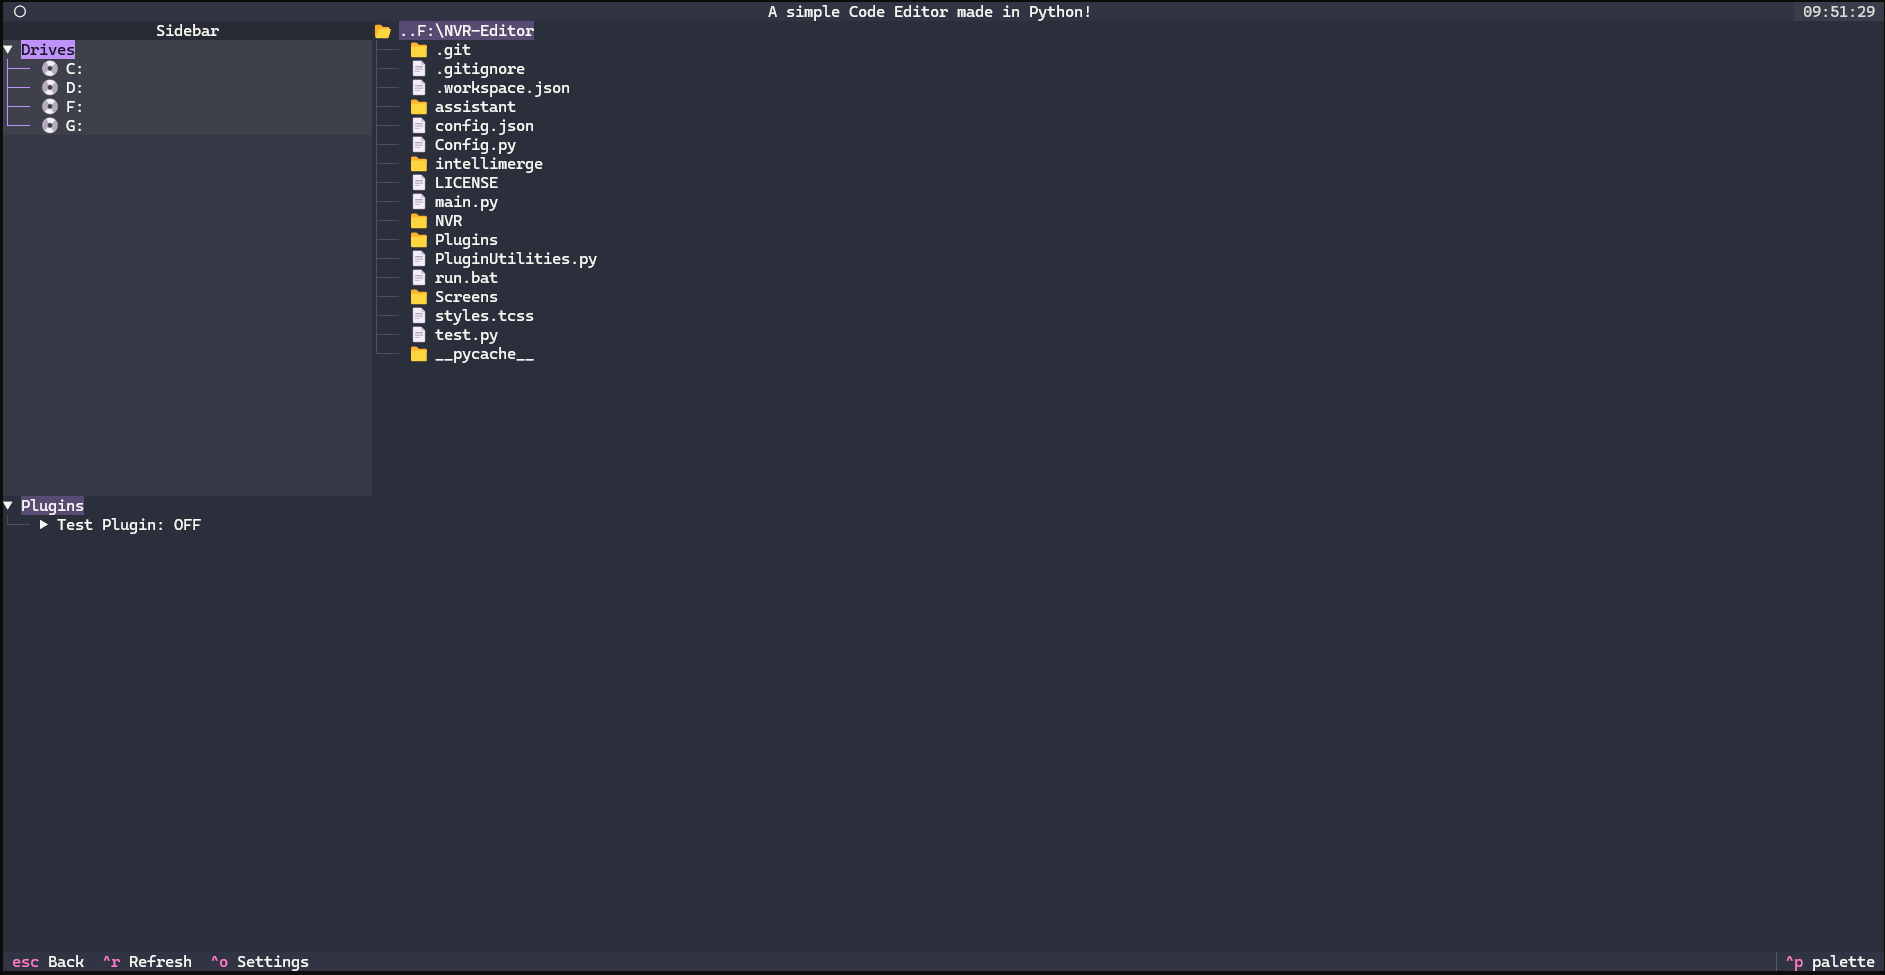 A simple Code Editor made in Python!
09:51:29
Sidebar
Drives
C:
D:
F:
G:
..F:\NVR-Editor
.git
.gitignore
.workspace.json
assistant
config.json
Config.py
intellimerge
LICENSE
main.py
NVR
Plugins
PluginUtilities.py
run.bat
Screens
styles.tcss
test.py
__pycache__
Plugins
Test Plugin: OFF
esc Back ^r Refresh ^o Settings
^p palette